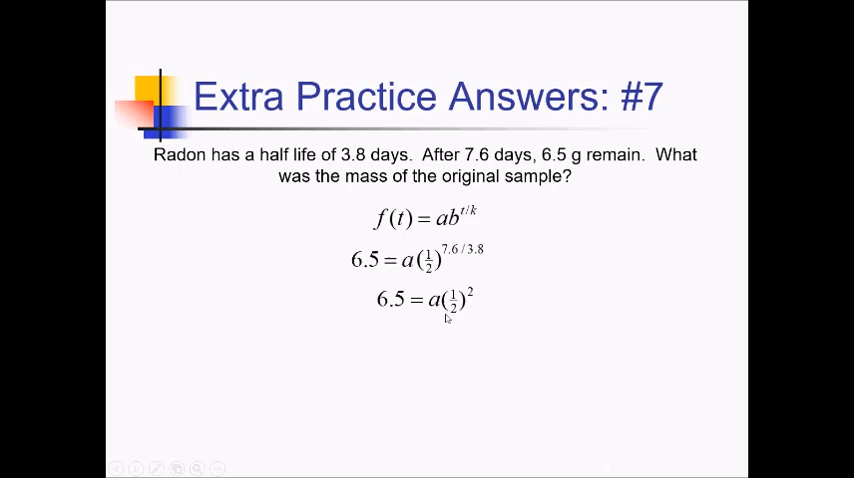 Extra Practice Answers: #7
Radon has a half life of 3.8 days.  After 7.6 days, 6.5 g remain.  What
was the mass of the original sample?
f(t) = ab^{t/k}
6.5 = a(½)^{7.6/3.8}
6.5 = a(½)^2